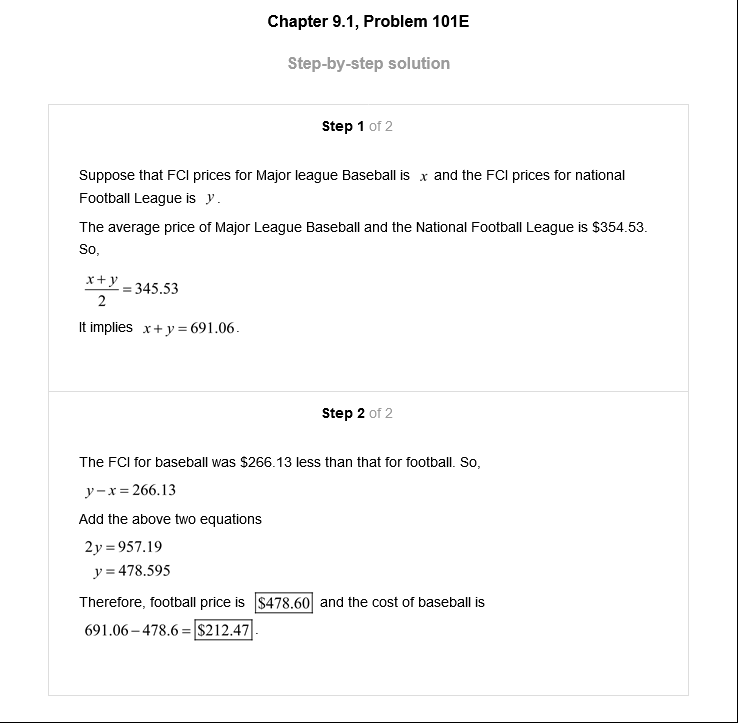 Chapter 9.1, Problem 101E
Step-by-step solution
Step 1 of 2
Suppose that FCI prices for Major league Baseball is x and the FCI prices for national
Football League is y.
The average price of Major League Baseball and the National Football League is $354.53.
So,
(x+y)/2 = 345.53
It implies x+y=691.06.
Step 2 of 2
The FCI for baseball was $266.13 less than that for football. So,
y−x=266.13
Add the above two equations
2y=957.19
y=478.595
Therefore, football price is $478.60 and the cost of baseball is
691.06−478.6=$212.47.